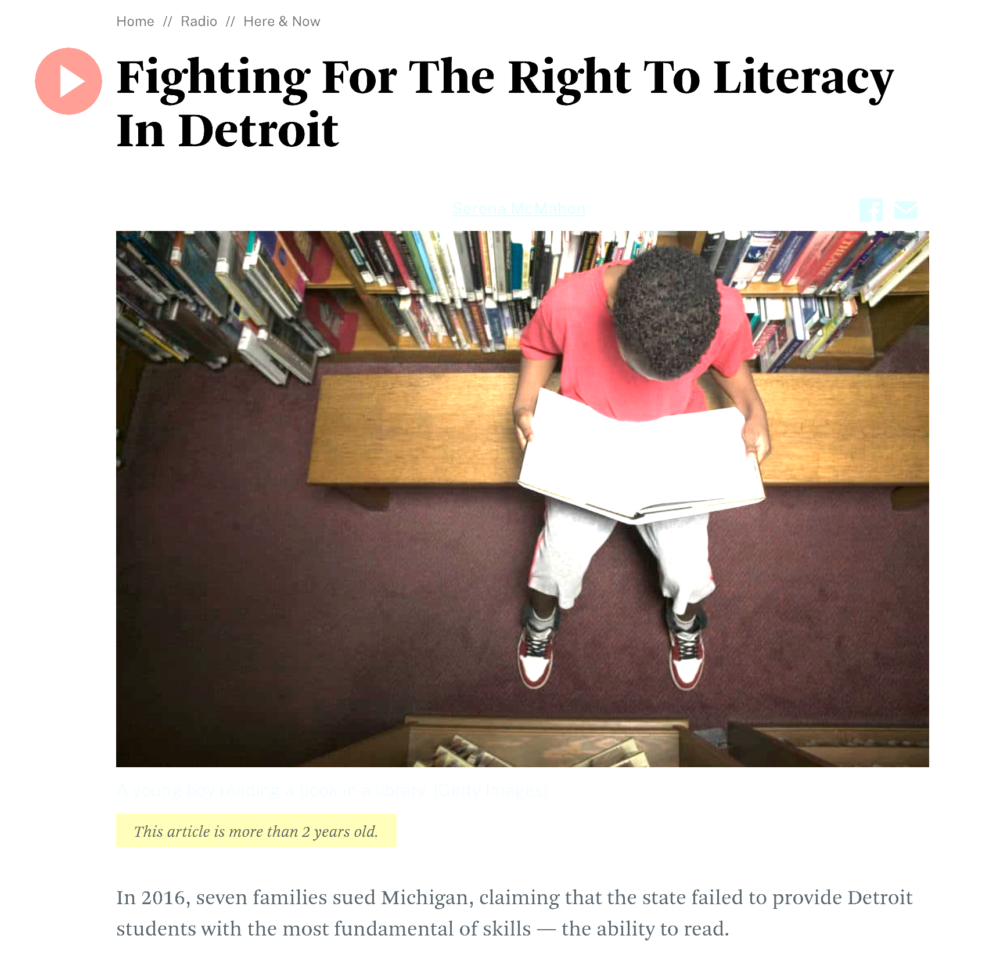 Home // Radio // Here & Now
Fighting For The Right To Literacy
In Detroit
Serena McMahon
A young boy reading a book in a library. (Getty Images)
This article is more than 2 years old.
In 2016, seven families sued Michigan, claiming that the state failed to provide Detroit
students with the most fundamental of skills — the ability to read.